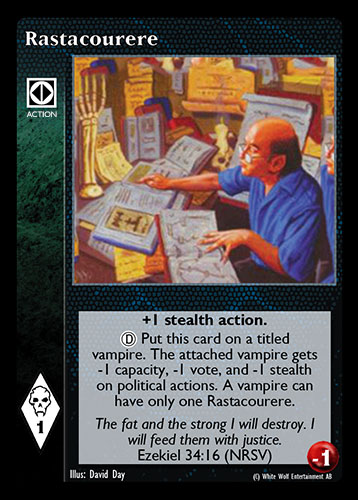 Rastacourere
ACTION
+1 stealth action.
Ⓓ Put this card on a titled
vampire. The attached vampire gets
-1 capacity, -1 vote, and -1 stealth
on political actions. A vampire can
have only one Rastacourere.
The fat and the strong I will destroy. I
will feed them with justice.
Ezekiel 34:16 (NRSV)
1
-1
Illus: David Day
(C) White Wolf Entertainment AB